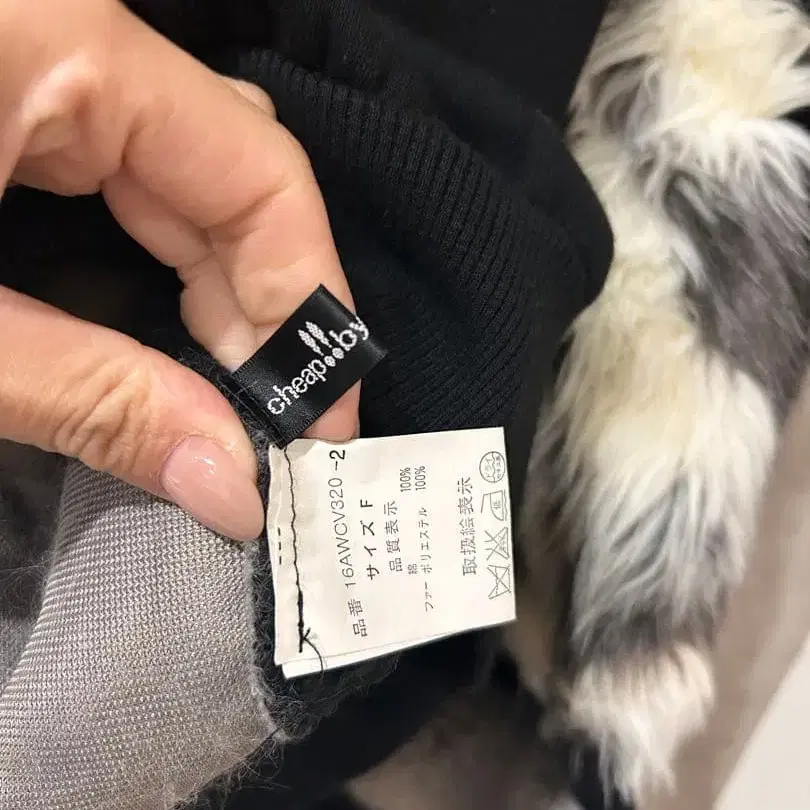 cheap!!by
品番 16AWCV320 -2
サイズ F
品質表示
綿 100%
ファー ポリエステル 100%
取扱絵表示